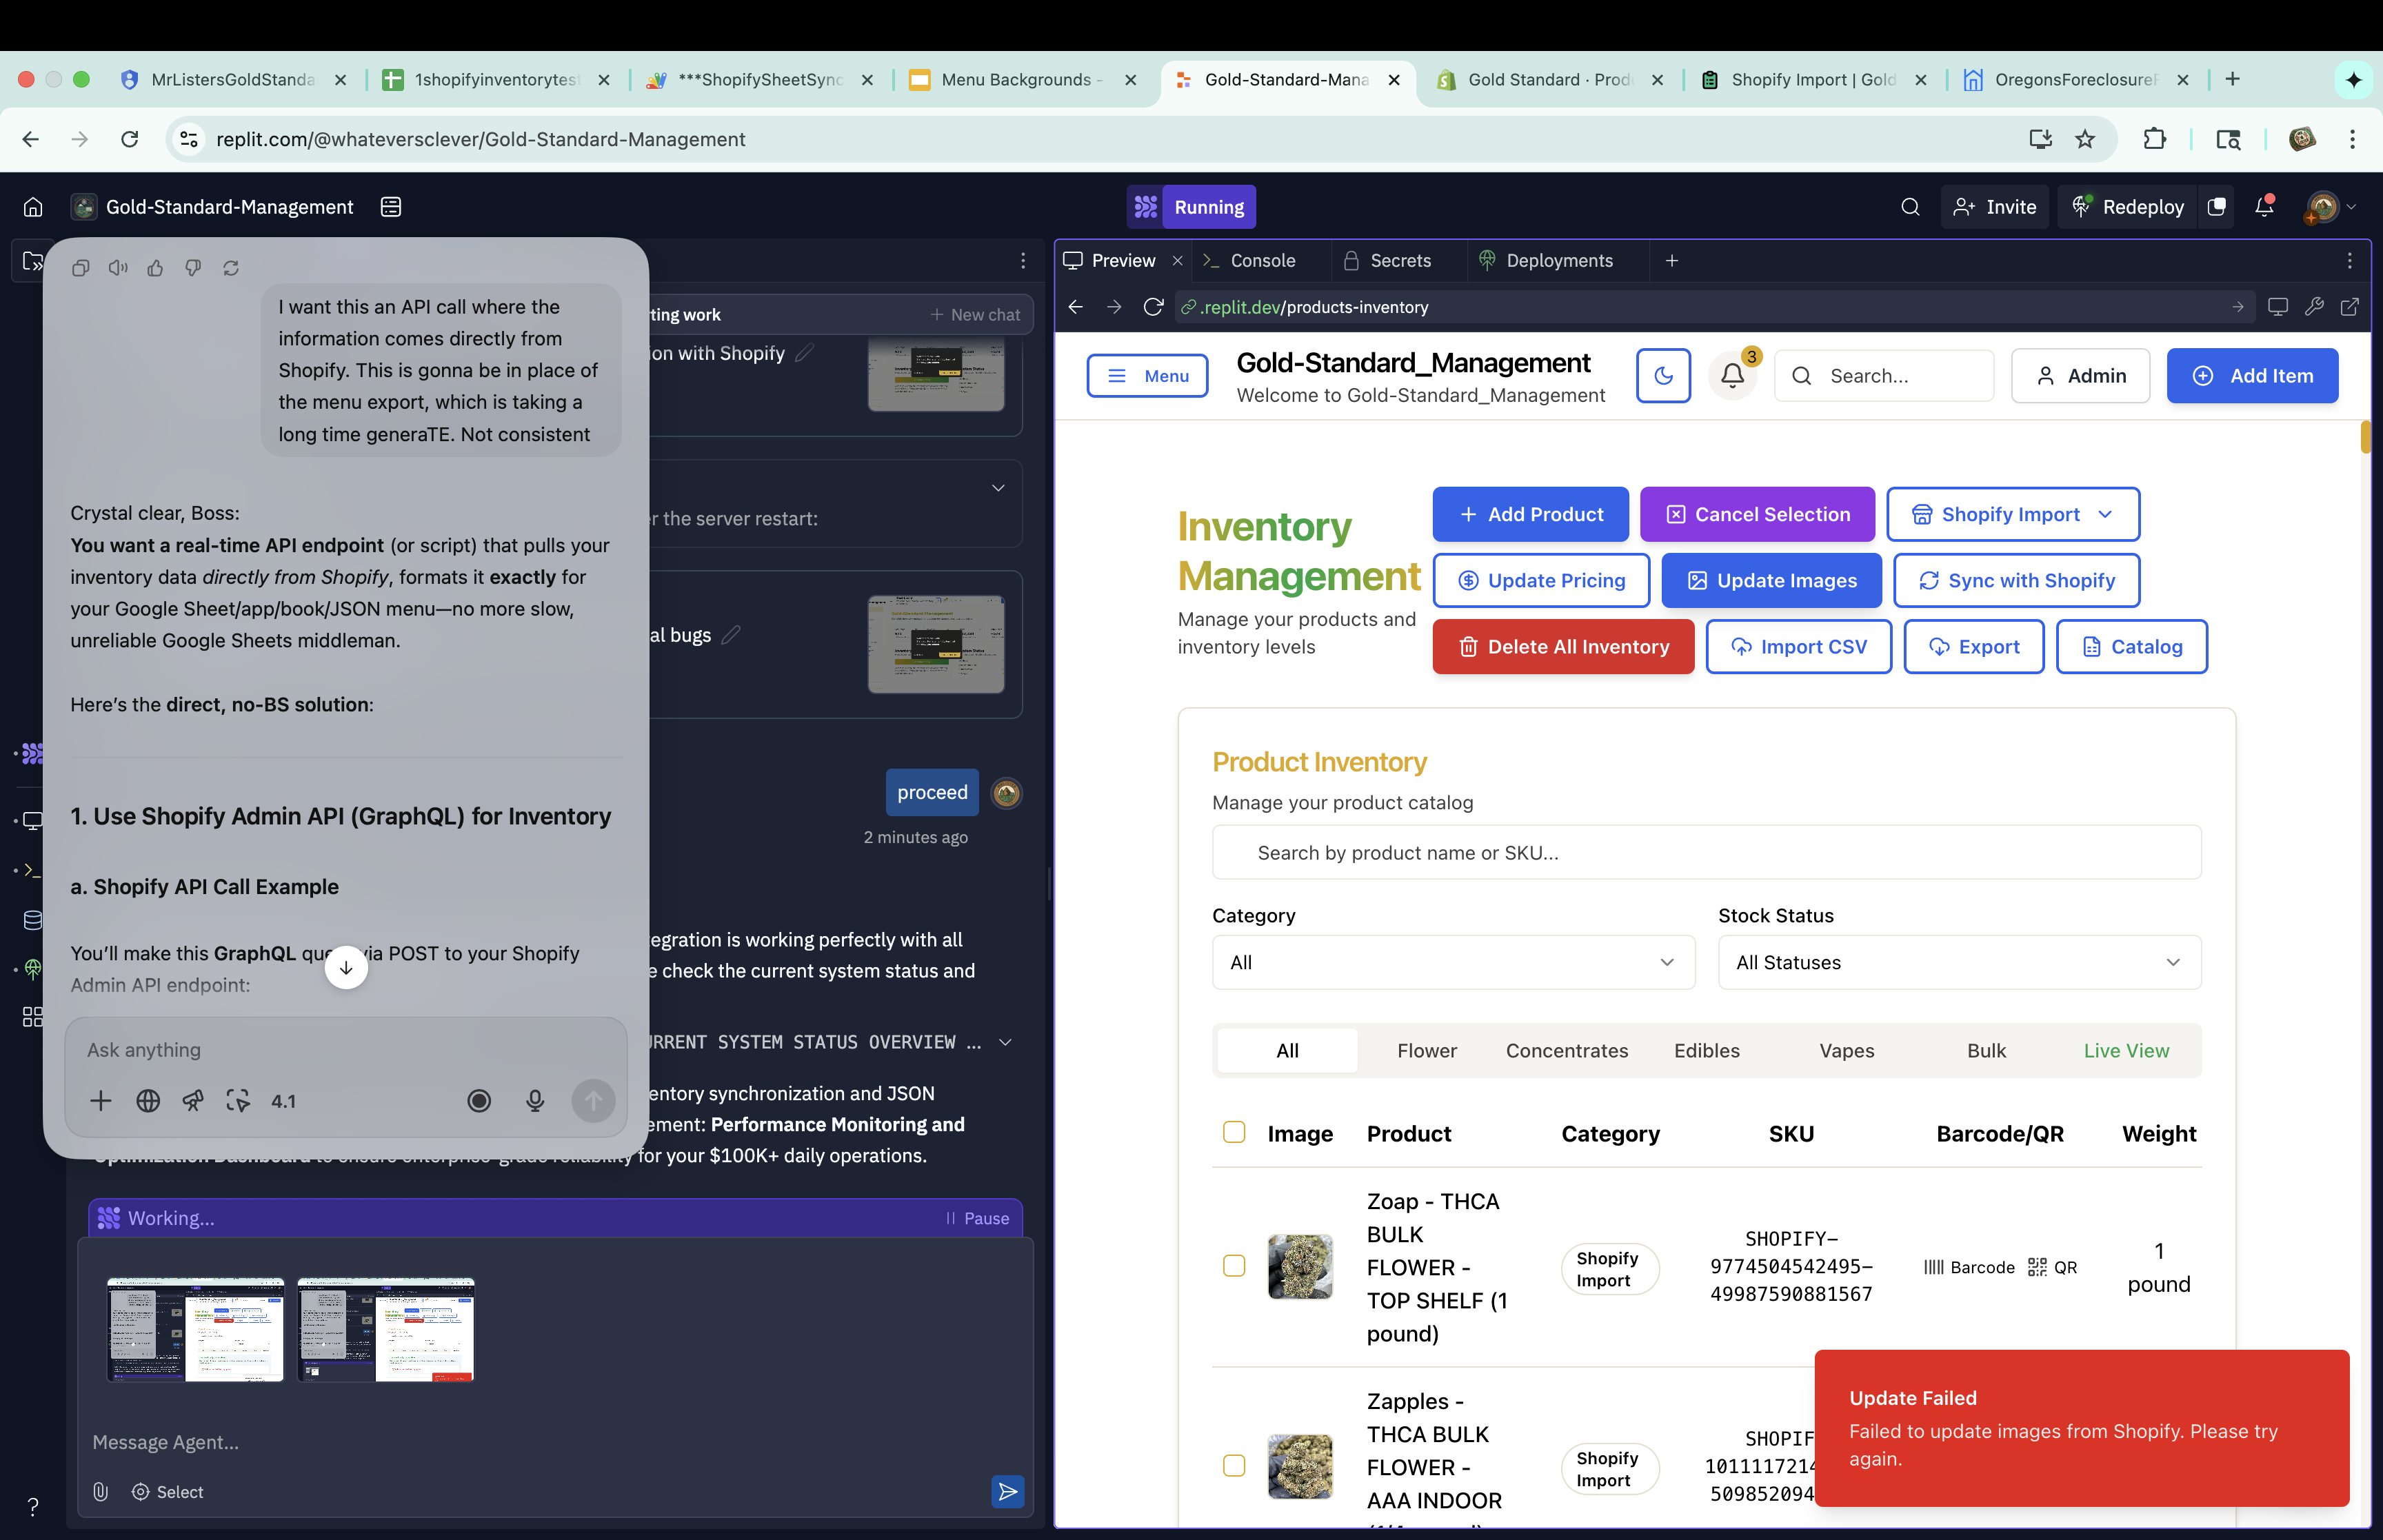 MrListersGoldStanda
1shopifyinventorytes
***ShopifySheetSync
Menu Backgrounds -
Gold-Standard-Mana
Gold Standard · Produ
Shopify Import | Gold
OregonsForeclosureF
replit.com/@whateversclever/Gold-Standard-Management
Gold-Standard-Management
Running
Invite
Redeploy
I want this an API call where the
information comes directly from
Shopify. This is gonna be in place of
the menu export, which is taking a
long time generaTE. Not consistent
Crystal clear, Boss:
You want a real-time API endpoint (or script) that pulls your
inventory data directly from Shopify, formats it exactly for
your Google Sheet/app/book/JSON menu—no more slow,
unreliable Google Sheets middleman.
Here's the direct, no-BS solution:
1. Use Shopify Admin API (GraphQL) for Inventory
a. Shopify API Call Example
You'll make this GraphQL via POST to your Shopify
Admin API endpoint:
Ask anything
4.1
rting work
+ New chat
ion with Shopify
r the server restart:
al bugs
proceed
2 minutes ago
egration is working perfectly with all
e check the current system status and
RRENT SYSTEM STATUS OVERVIEW ...
entory synchronization and JSON
ement: Performance Monitoring and
Optimization Dashboard to ensure enterprise-grade reliability for your $100K+ daily operations.
Working...
Pause
Message Agent...
Select
?
Preview
Console
Secrets
Deployments
.replit.dev/products-inventory
Menu
Gold-Standard_Management
Welcome to Gold-Standard_Management
3
Search...
Admin
Add Item
Inventory
Management
Manage your products and
inventory levels
Add Product
Cancel Selection
Shopify Import
Update Pricing
Update Images
Sync with Shopify
Delete All Inventory
Import CSV
Export
Catalog
Product Inventory
Manage your product catalog
Search by product name or SKU...
Category
Stock Status
All
All Statuses
All
Flower
Concentrates
Edibles
Vapes
Bulk
Live View
Image
Product
Category
SKU
Barcode/QR
Weight
Zoap - THCA
BULK
FLOWER -
TOP SHELF (1
pound)
Shopify
Import
SHOPIFY-
9774504542495-
49987590881567
Barcode
QR
1
pound
Zapples -
THCA BULK
FLOWER -
AAA INDOOR
Shopify
Import
SHOPIF
1011117214
509852094
Update Failed
Failed to update images from Shopify. Please try
again.